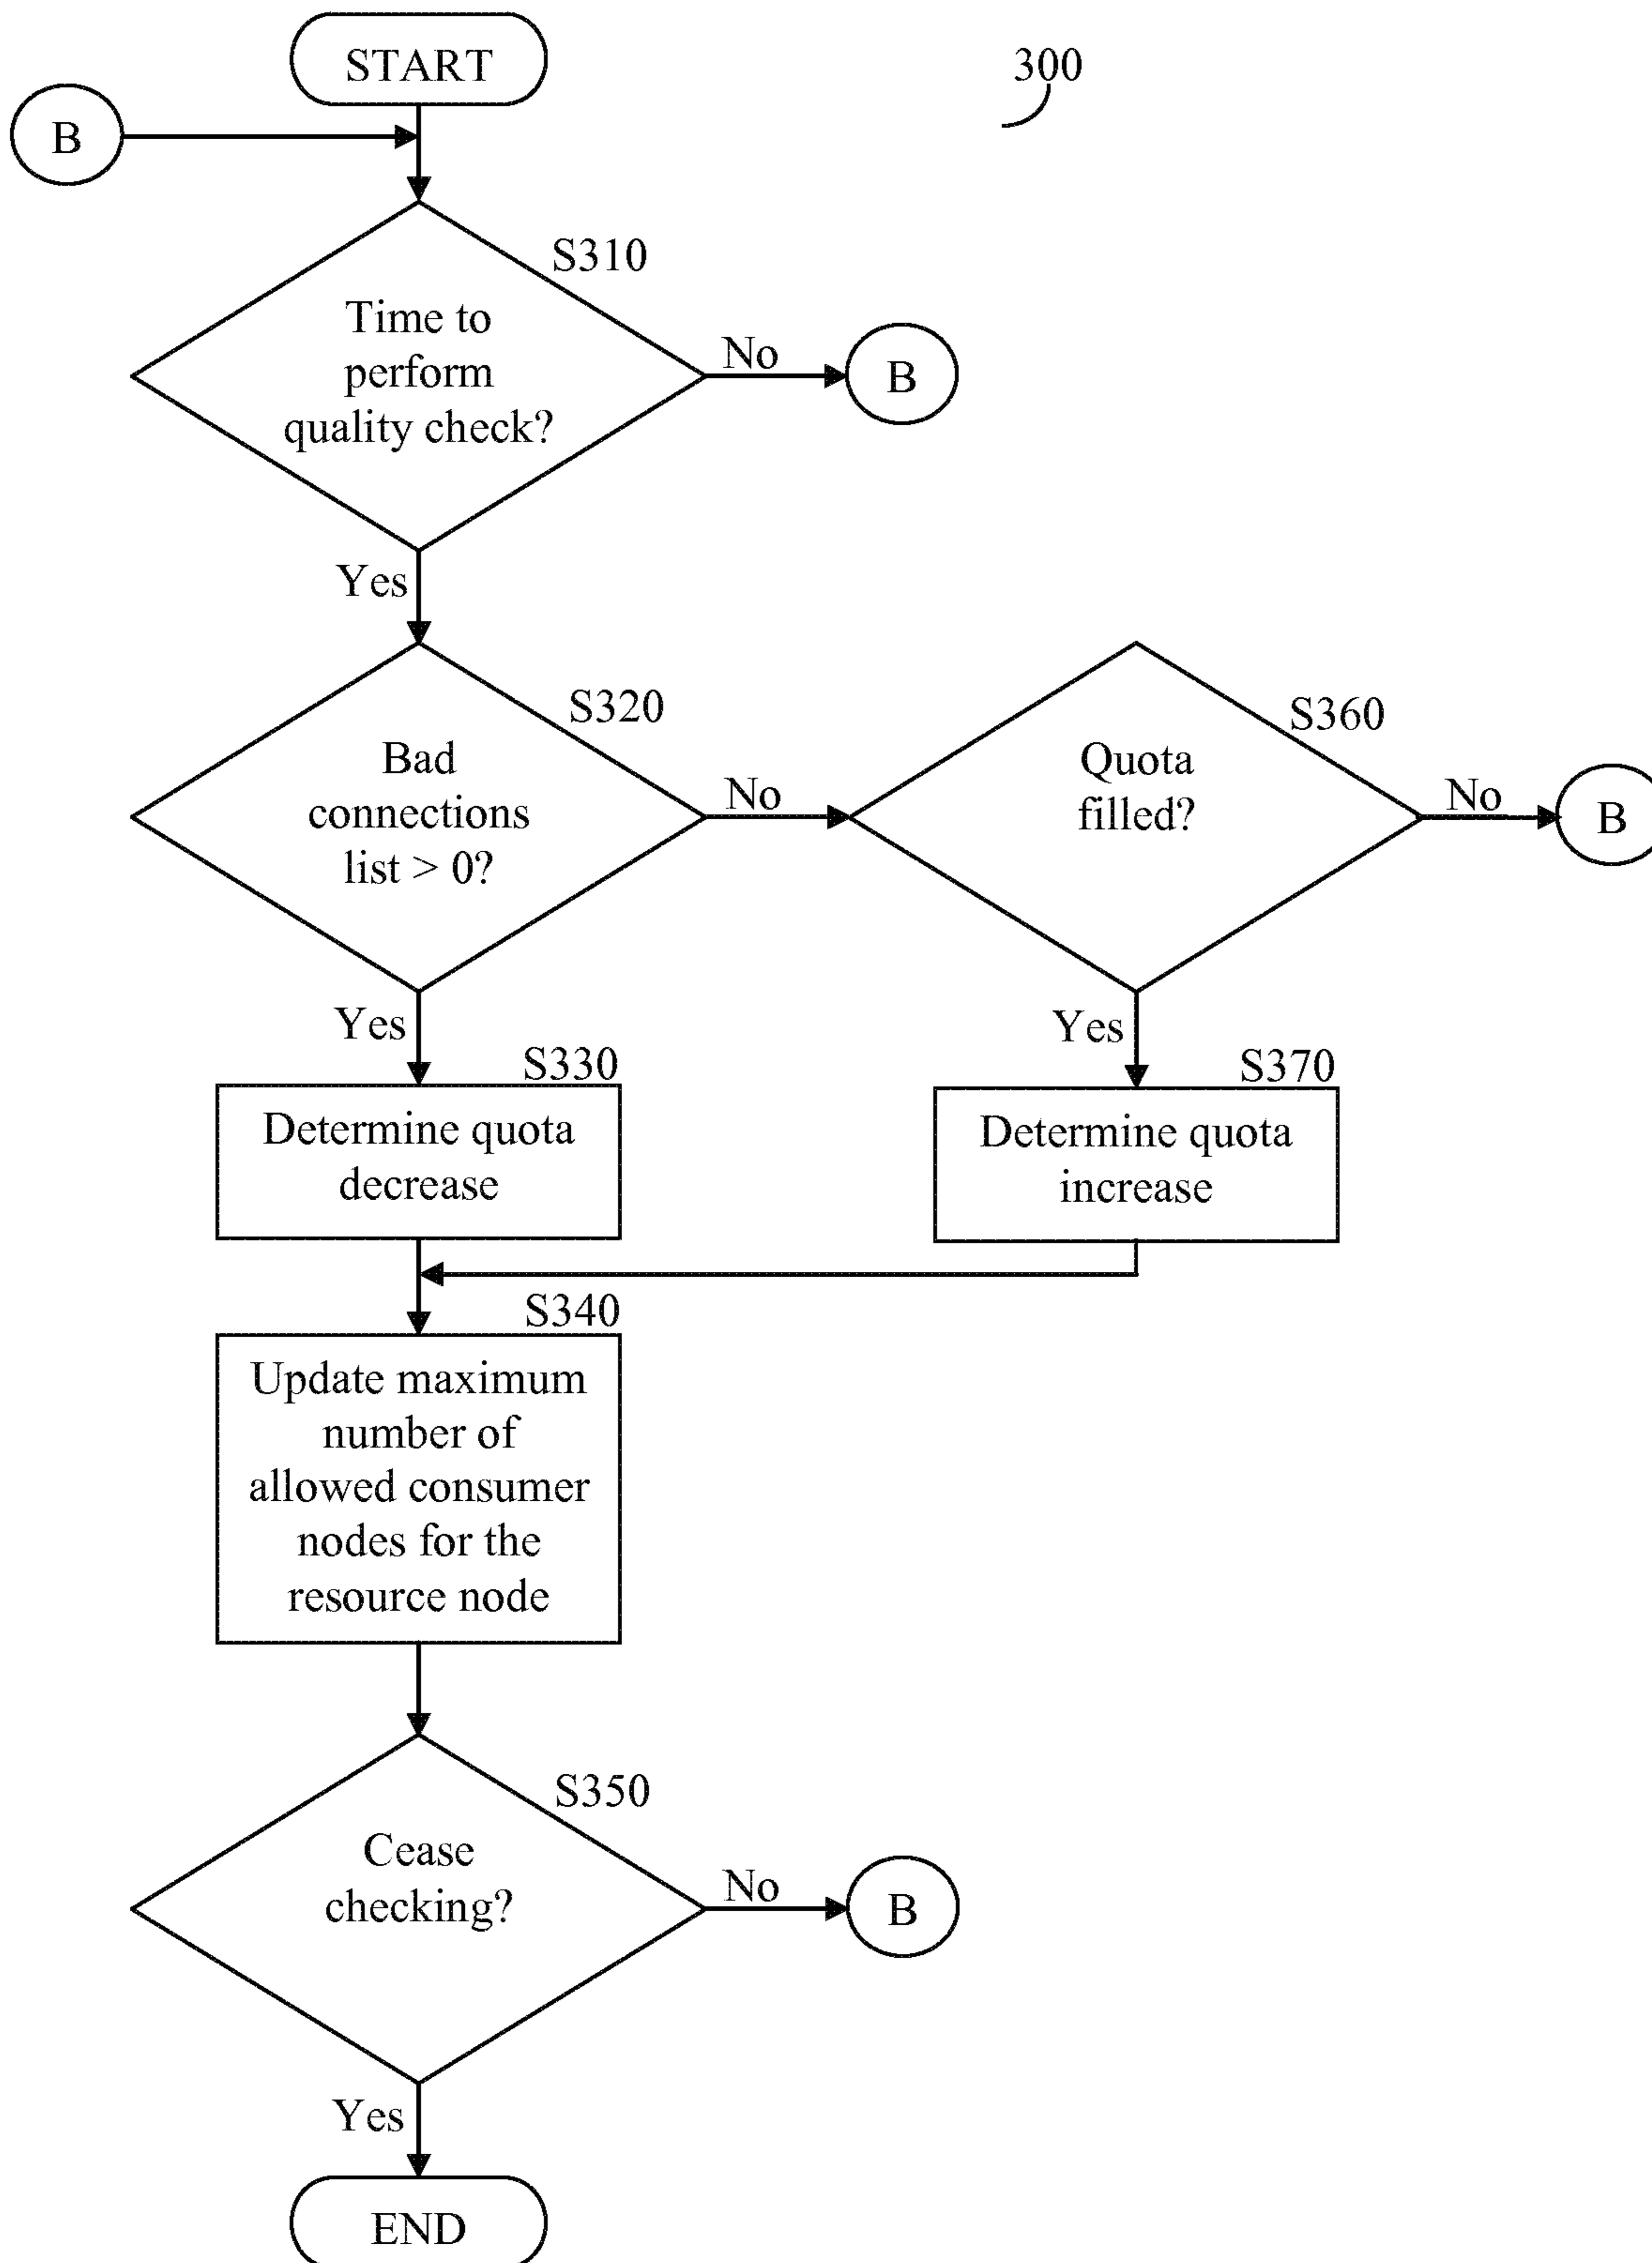 START
300
B
S310
Time to
perform
quality check?
No
B
Yes
S320
Bad
connections
list > 0?
No
S360
Quota
filled?
No
B
Yes
Yes
S330
Determine quota
decrease
S370
Determine quota
increase
S340
Update maximum
number of
allowed consumer
nodes for the
resource node
S350
Cease
checking?
No
B
Yes
END